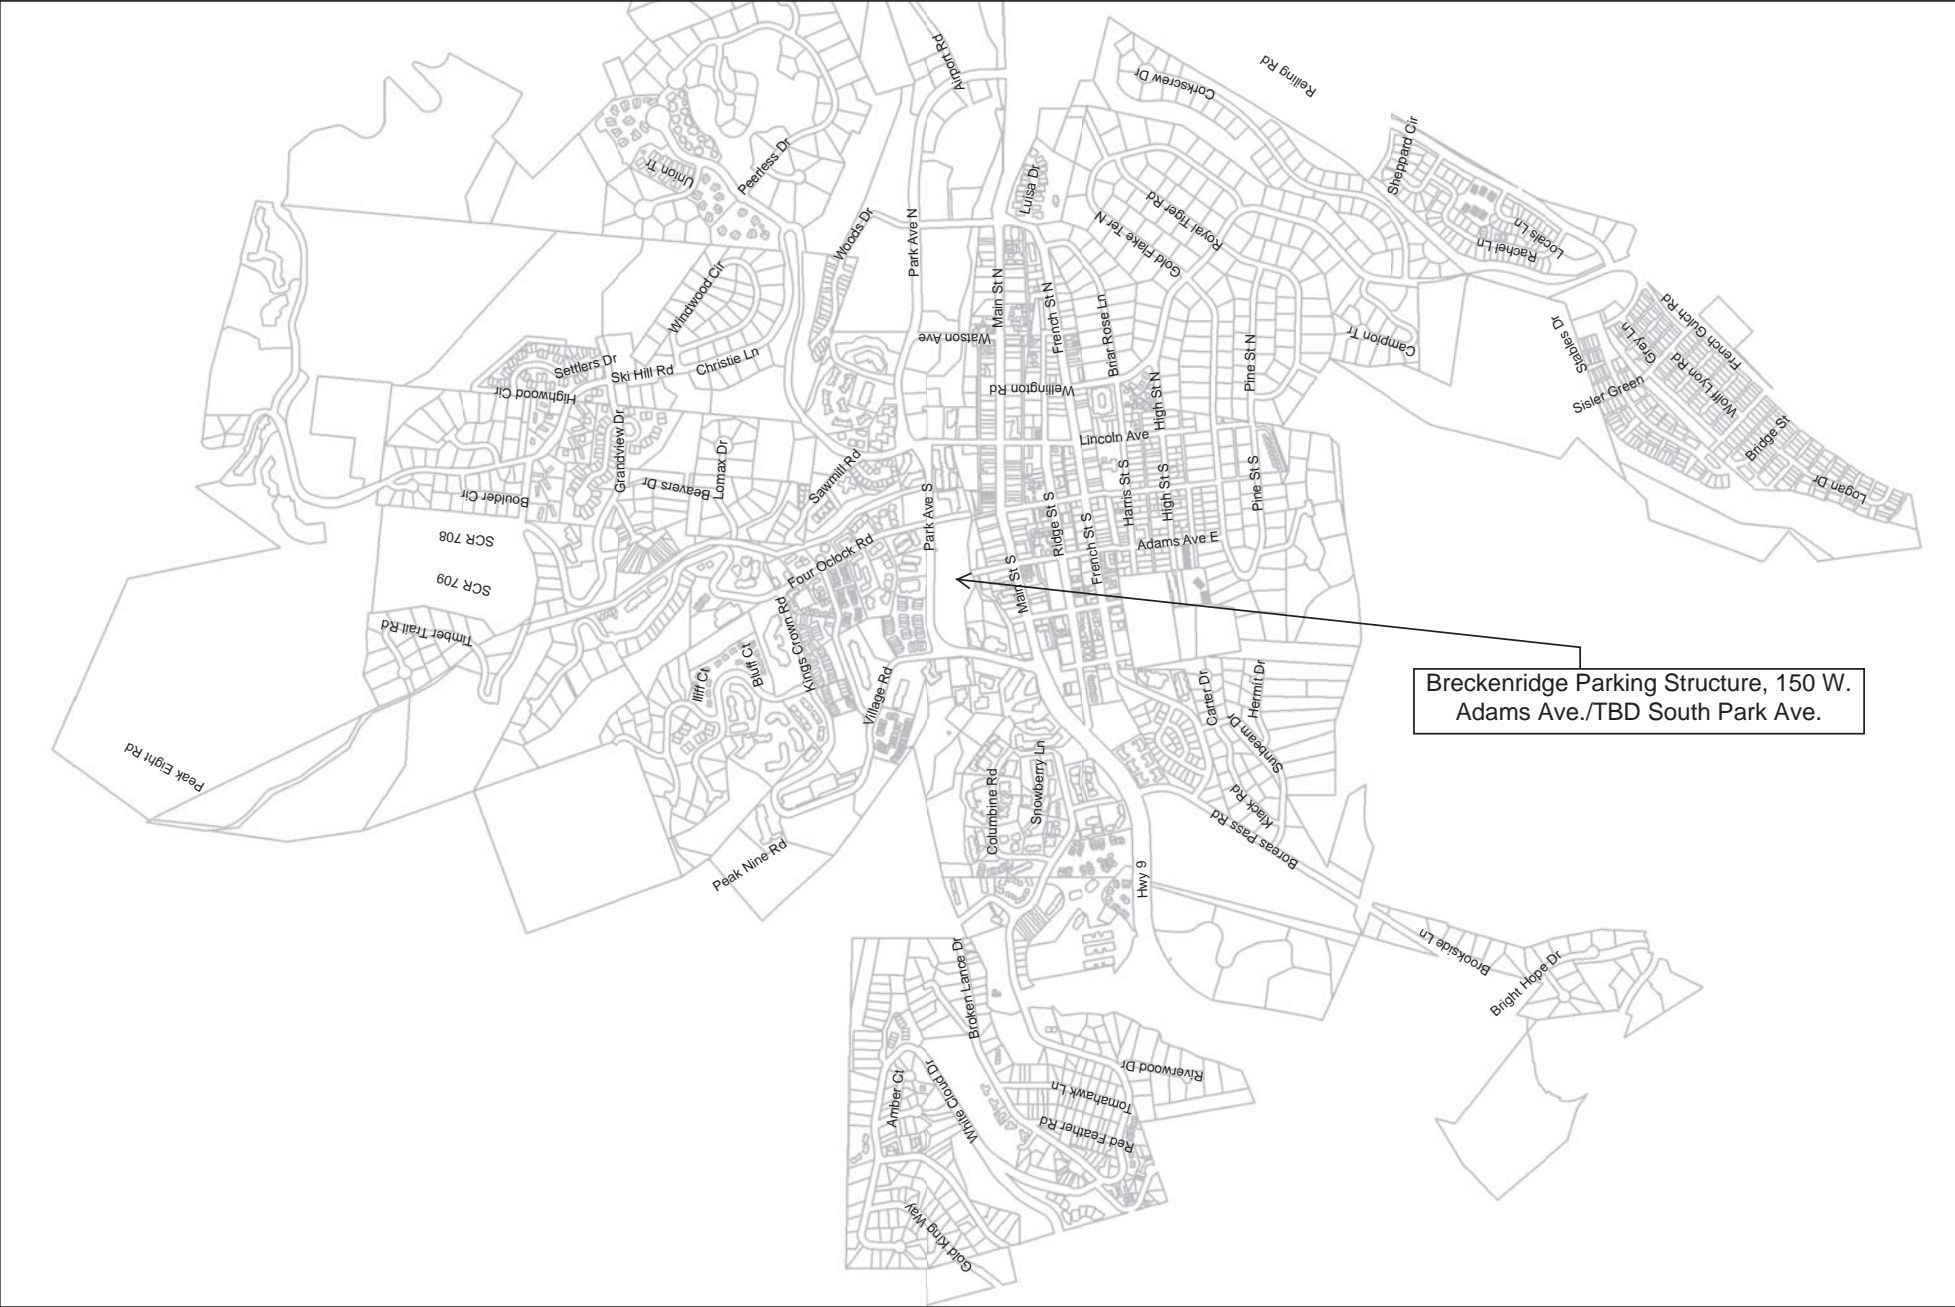 Airport Rd
Reiling Rd
Corkscrew Dr
Sheppard Cir
Union Tr
Peerless Dr
Luisa Dr
Royal Tiger Rd
Woods Dr
Park Ave N
Gold Flake Ter N
Locals Ln
Rachel Ln
Windwood Cir
Main St N
French St N
Briar Rose Ln
French Gulch Rd
Stables Dr
Grey Ln
Watson Ave
Campion Tr
Settlers Dr
Ski Hill Rd
Christie Ln
Pine St N
Wolff Lyon Rd
Highwood Cir
Wellington Rd
High St N
Sisler Green
Grandview Dr
Lincoln Ave
Bridge St
Lomax Dr
Sawmill Rd
Beavers Dr
Boulder Cir
Park Ave S
Ridge St S
Harris St S
High St S
Pine St S
Logan Dr
SCR 708
SCR 709
Four Oclock Rd
French St S
Adams Ave E
Main St S
Timber Trail Rd
Kings Crown Rd
Bluff Ct
Iliff Ct
Village Rd
Carter Dr
Hermit Dr
Breckenridge Parking Structure, 150 W.
Adams Ave./TBD South Park Ave.
Sunbeam Dr
Peak Eight Rd
Columbine Rd
Snowberry Ln
Klack Rd
Boreas Pass Rd
Peak Nine Rd
Hwy 9
Brookside Ln
Bright Hope Dr
Broken Lance Dr
Riverwood Dr
Amber Ct
White Cloud Dr
Tomahawk Ln
Red Feather Rd
Gold King Way